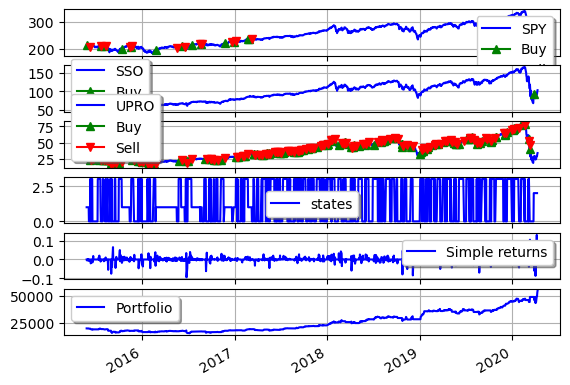 300
200
SPY
Buy
150
100
50
SSO
Buy
75
50
25
UPRO
Buy
Sell
2.5
0.0
states
0.1
0.0
−0.1
Simple returns
50000
25000
Portfolio
2016 2017 2018 2019 2020